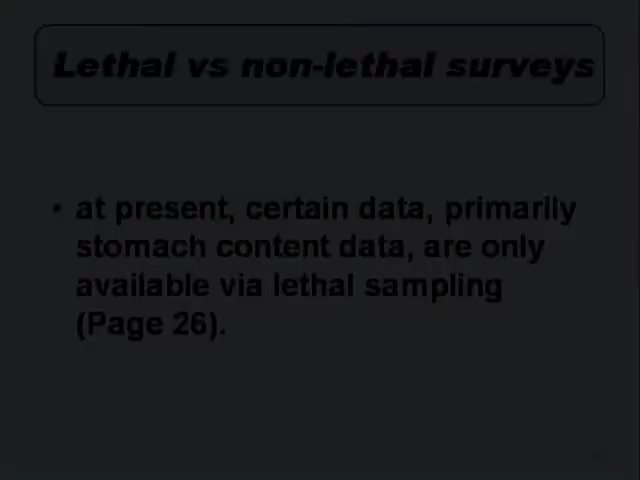 Lethal vs non-lethal surveys
• at present, certain data, primarily
stomach content data, are only
available via lethal sampling
(Page 26).